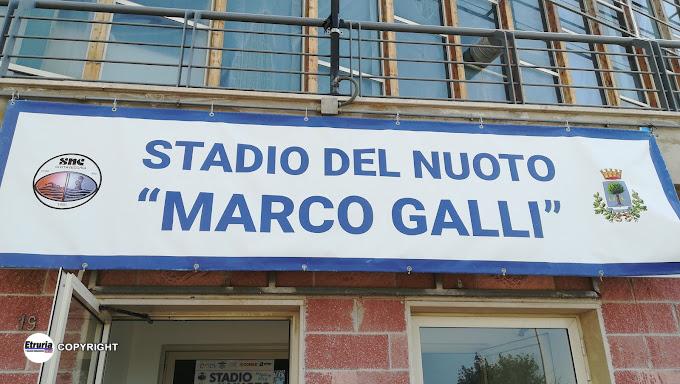 STADIO DEL NUOTO
“MARCO GALLI”
SNC
19
Etruria
COPYRIGHT
STADIO